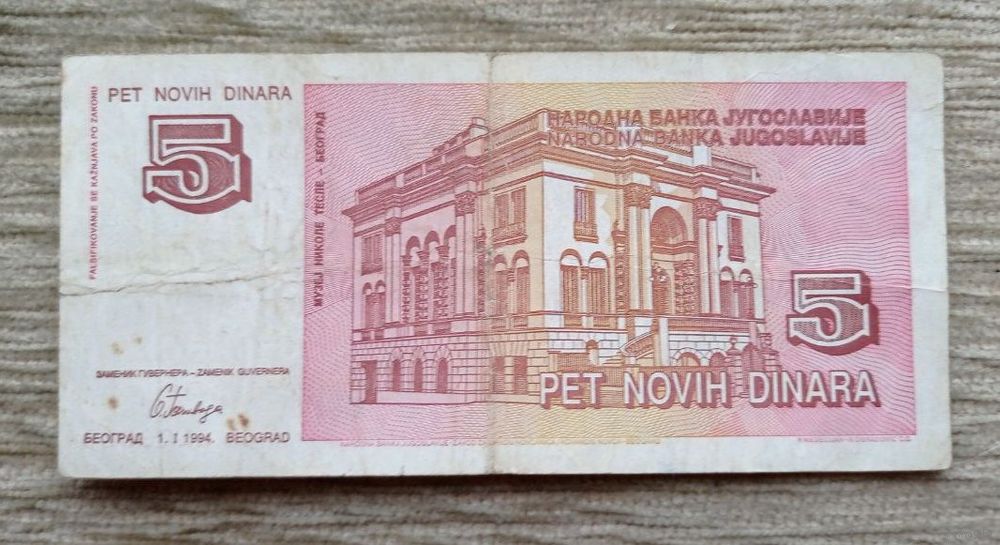 FALSIFIKOVANJE SE KAŽNJAVA PO ZAKONU
PET NOVIH DINARA
5
МУЗЕЈ НИКОЛЕ ТЕСЛЕ - БЕОГРАД
НАРОДНА БАНКА ЈУГОСЛАВИЈЕ
NARODNA BANKA JUGOSLAVIJE
5
PET NOVIH DINARA
ЗАМЕНИК ГУВЕРНЕРА - ZAMENIK GUVERNERA
БЕОГРАД 1. I 1994. BEOGRAD